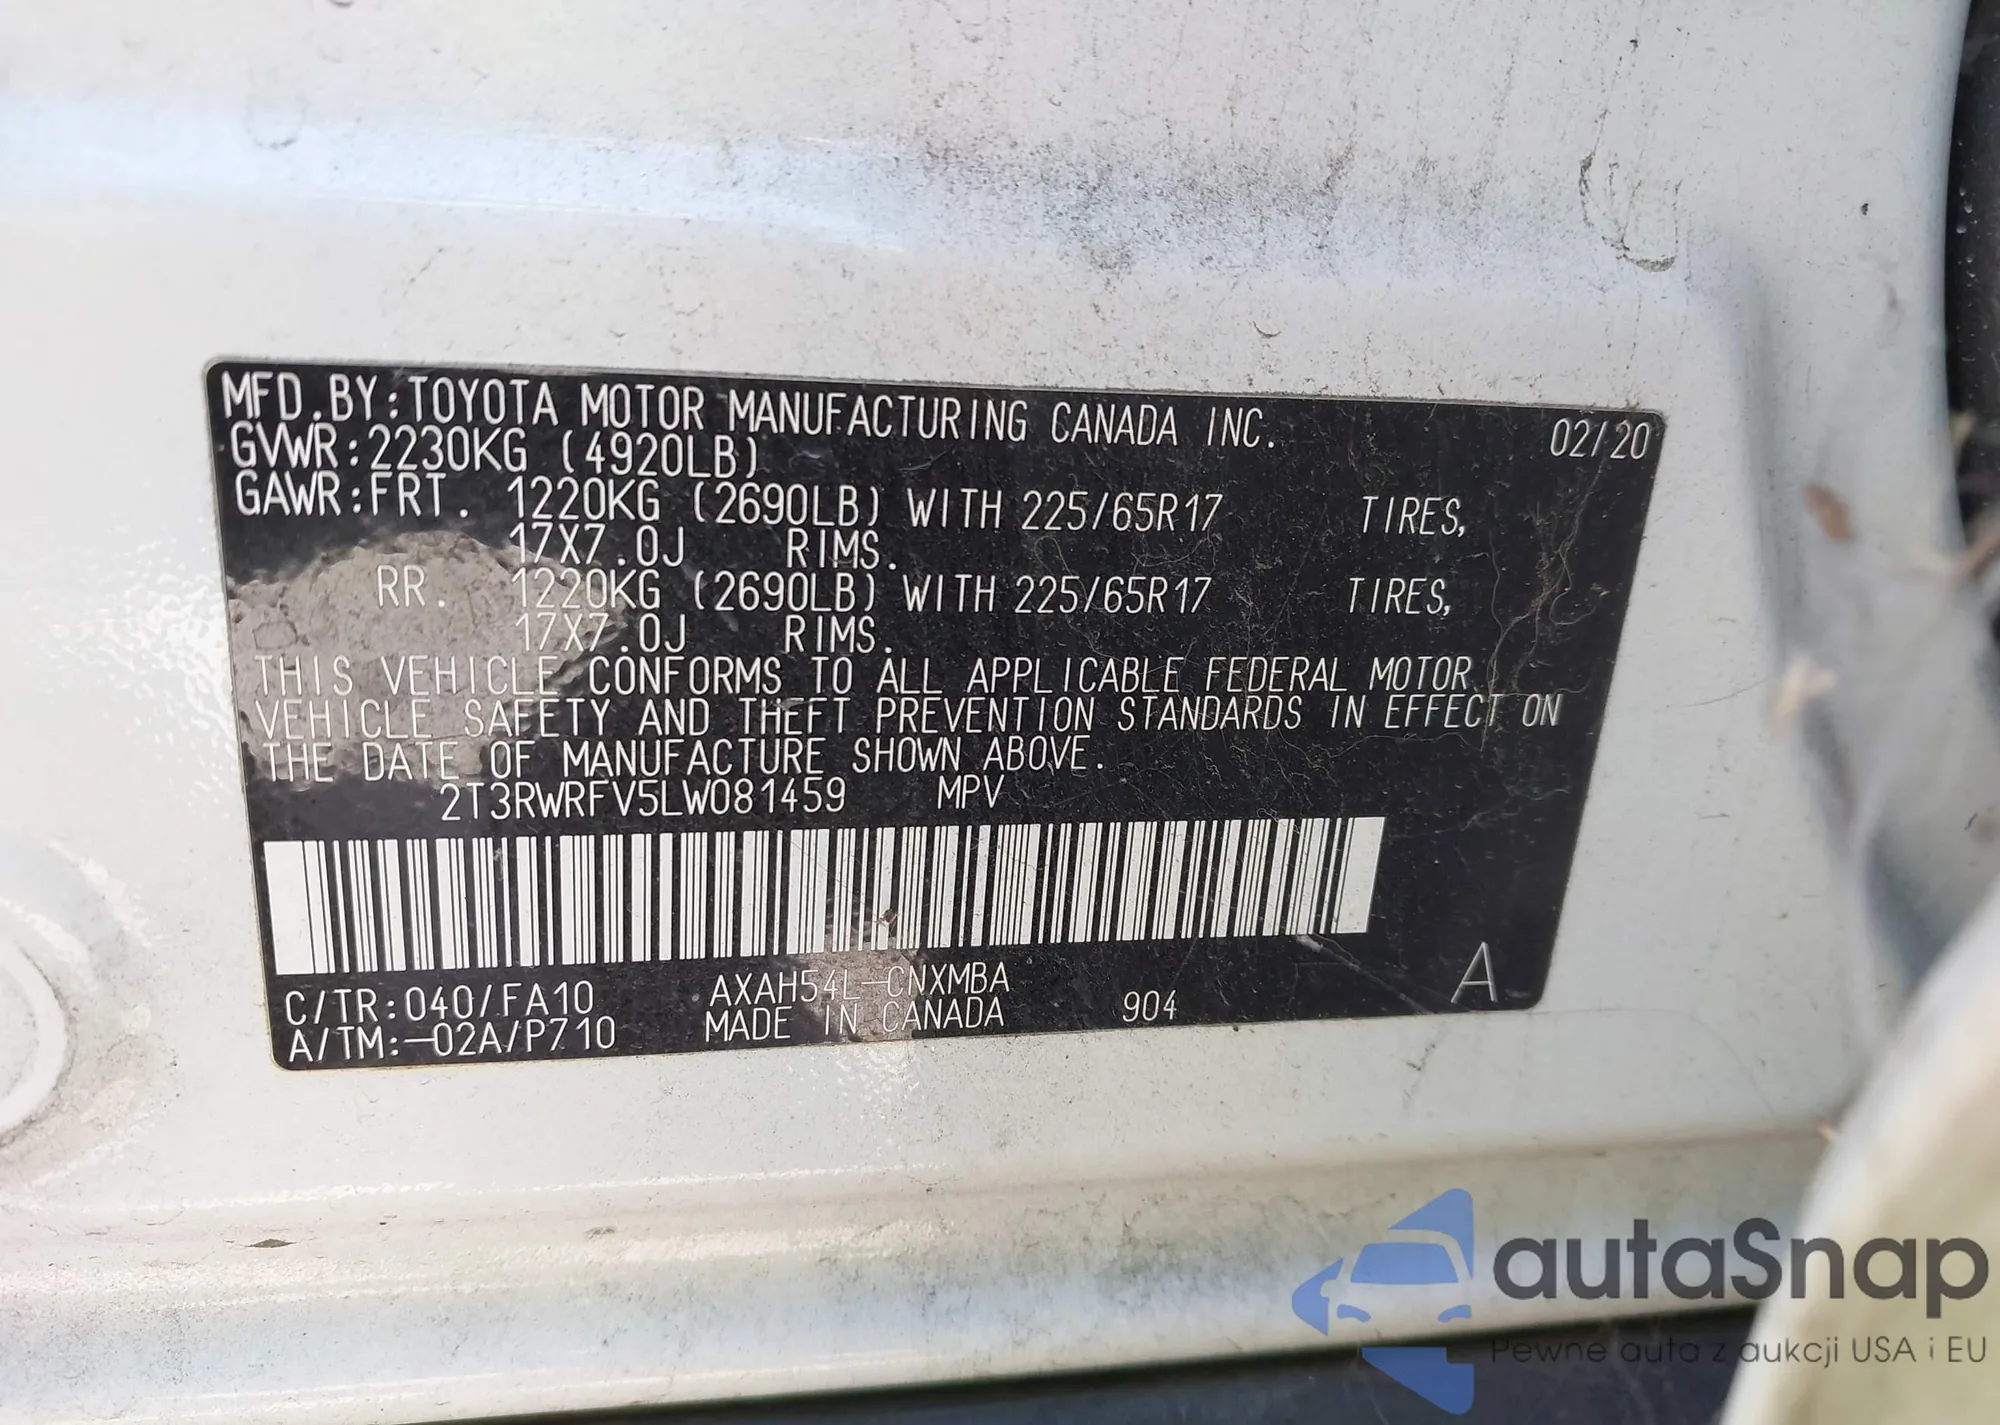 MFD.BY:TOYOTA MOTOR MANUFACTURING CANADA INC. 02/20
GVWR:2230KG (4920LB)
GAWR:FRT. 1220KG (2690LB) WITH 225/65R17 TIRES,
17X7.0J RIMS.
RR. 1220KG (2690LB) WITH 225/65R17 TIRES,
17X7.0J RIMS.
THIS VEHICLE CONFORMS TO ALL APPLICABLE FEDERAL MOTOR
VEHICLE SAFETY AND THEFT PREVENTION STANDARDS IN EFFECT ON
THE DATE OF MANUFACTURE SHOWN ABOVE.
2T3RWRFV5LW081459 MPV
C/TR:040/FA10 AXAH54L-CNXMBA A
A/TM:-02A/P710 MADE IN CANADA 904
autaSnap
Pewne auta z aukcji USA i EU